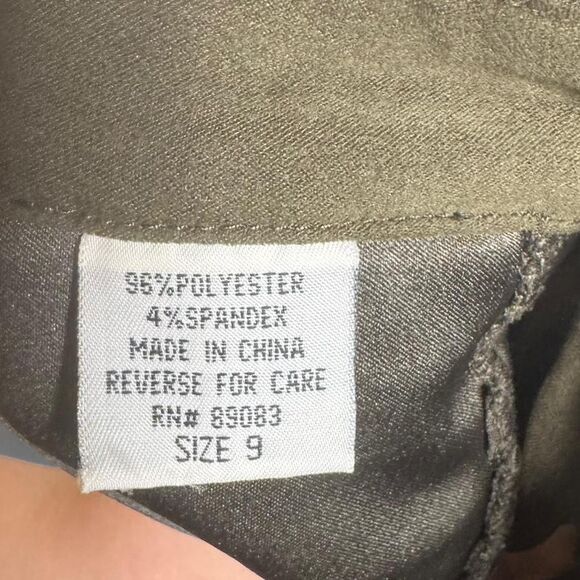 96%POLYESTER
4%SPANDEX
MADE IN CHINA
REVERSE FOR CARE
RN# 89083
SIZE 9